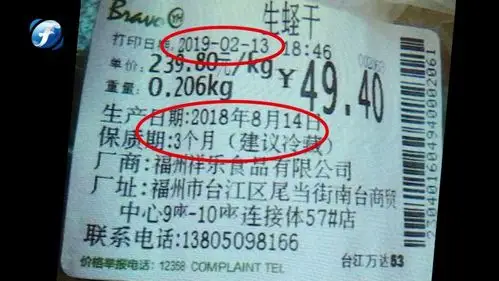 Bravo YH
生蛏干
打印日期:2019-02-13 18:46
单价:239.80元/kg
重量:0.206kg
￥49.40
生产日期:2018年8月14日
保质期:3个月（建议冷藏）
厂商:福州祥乐食品有限公司
厂址:福州市台江区尾当街南台商贸
中心9#-10#连接体57#店
联系电话:13805098166
台江万达53
价格举报电话:12358 COMPLAINT TEL
2304016049400002061